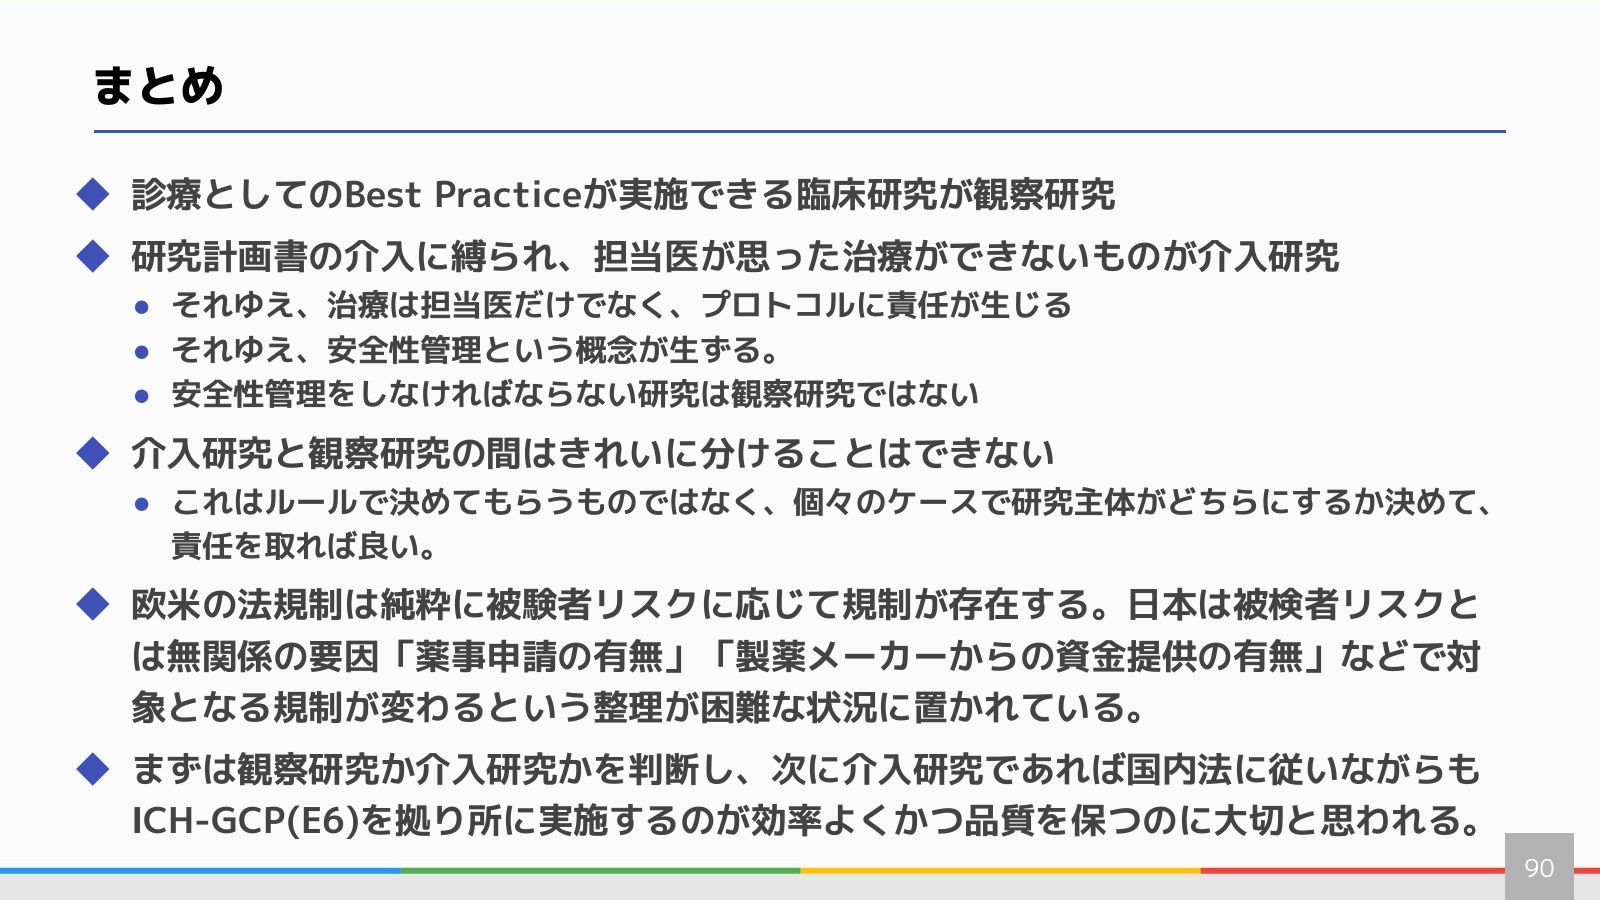 まとめ
診療としてのBest Practiceが実施できる臨床研究が観察研究
研究計画書の介入に縛られ、担当医が思った治療ができないものが介入研究
それゆえ、治療は担当医だけでなく、プロトコルに責任が生じる
それゆえ、安全性管理という概念が生ずる。
安全性管理をしなければならない研究は観察研究ではない
介入研究と観察研究の間はきれいに分けることはできない
これはルールで決めてもらうものではなく、個々のケースで研究主体がどちらにするか決めて、
責任を取れば良い。
欧米の法規制は純粋に被験者リスクに応じて規制が存在する。日本は被検者リスクと
は無関係の要因「薬事申請の有無」「製薬メーカーからの資金提供の有無」などで対
象となる規制が変わるという整理が困難な状況に置かれている。
まずは観察研究か介入研究かを判断し、次に介入研究であれば国内法に従いながらも
ICH-GCP(E6)を拠り所に実施するのが効率よくかつ品質を保つのに大切と思われる。
90